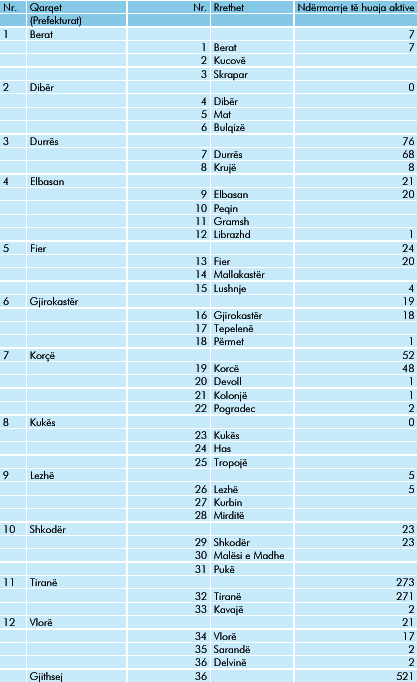 Nr. Qarqet Nr. Rrethet Ndërmarrje të huaja aktive
(Prefekturat)
1 Berat 7
1 Berat 7
2 Kucovë
3 Skrapar
2 Dibër 0
4 Dibër
5 Mat
6 Bulqizë
3 Durrës 76
7 Durrës 68
8 Krujë 8
4 Elbasan 21
9 Elbasan 20
10 Peqin
11 Gramsh
12 Librazhd 1
5 Fier 24
13 Fier 20
14 Mallakastër
15 Lushnje 4
6 Gjirokastër 19
16 Gjirokastër 18
17 Tepelenë
18 Përmet 1
7 Korçë 52
19 Korcë 48
20 Devoll 1
21 Kolonjë 1
22 Pogradec 2
8 Kukës 0
23 Kukës
24 Has
25 Tropojë
9 Lezhë 5
26 Lezhë 5
27 Kurbin
28 Mirditë
10 Shkodër 23
29 Shkodër 23
30 Malësi e Madhe
31 Pukë
11 Tiranë 273
32 Tiranë 271
33 Kavajë 2
12 Vlorë 21
34 Vlorë 17
35 Sarandë 2
36 Delvinë 2
Gjithsej 36 521